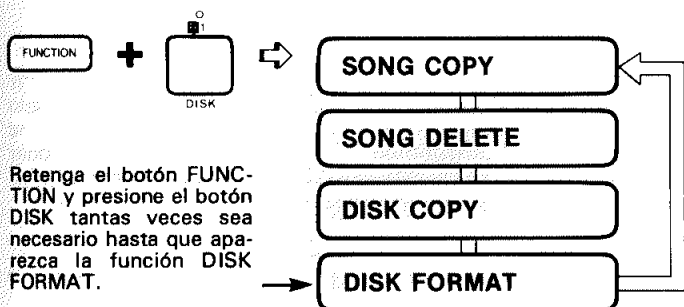 FUNCTION
1
DISK
SONG COPY
SONG DELETE
DISK COPY
DISK FORMAT
Retenga el botón FUNC-
TION y presione el botón
DISK tantas veces sea
necesario hasta que apa-
rezca la función DISK
FORMAT.